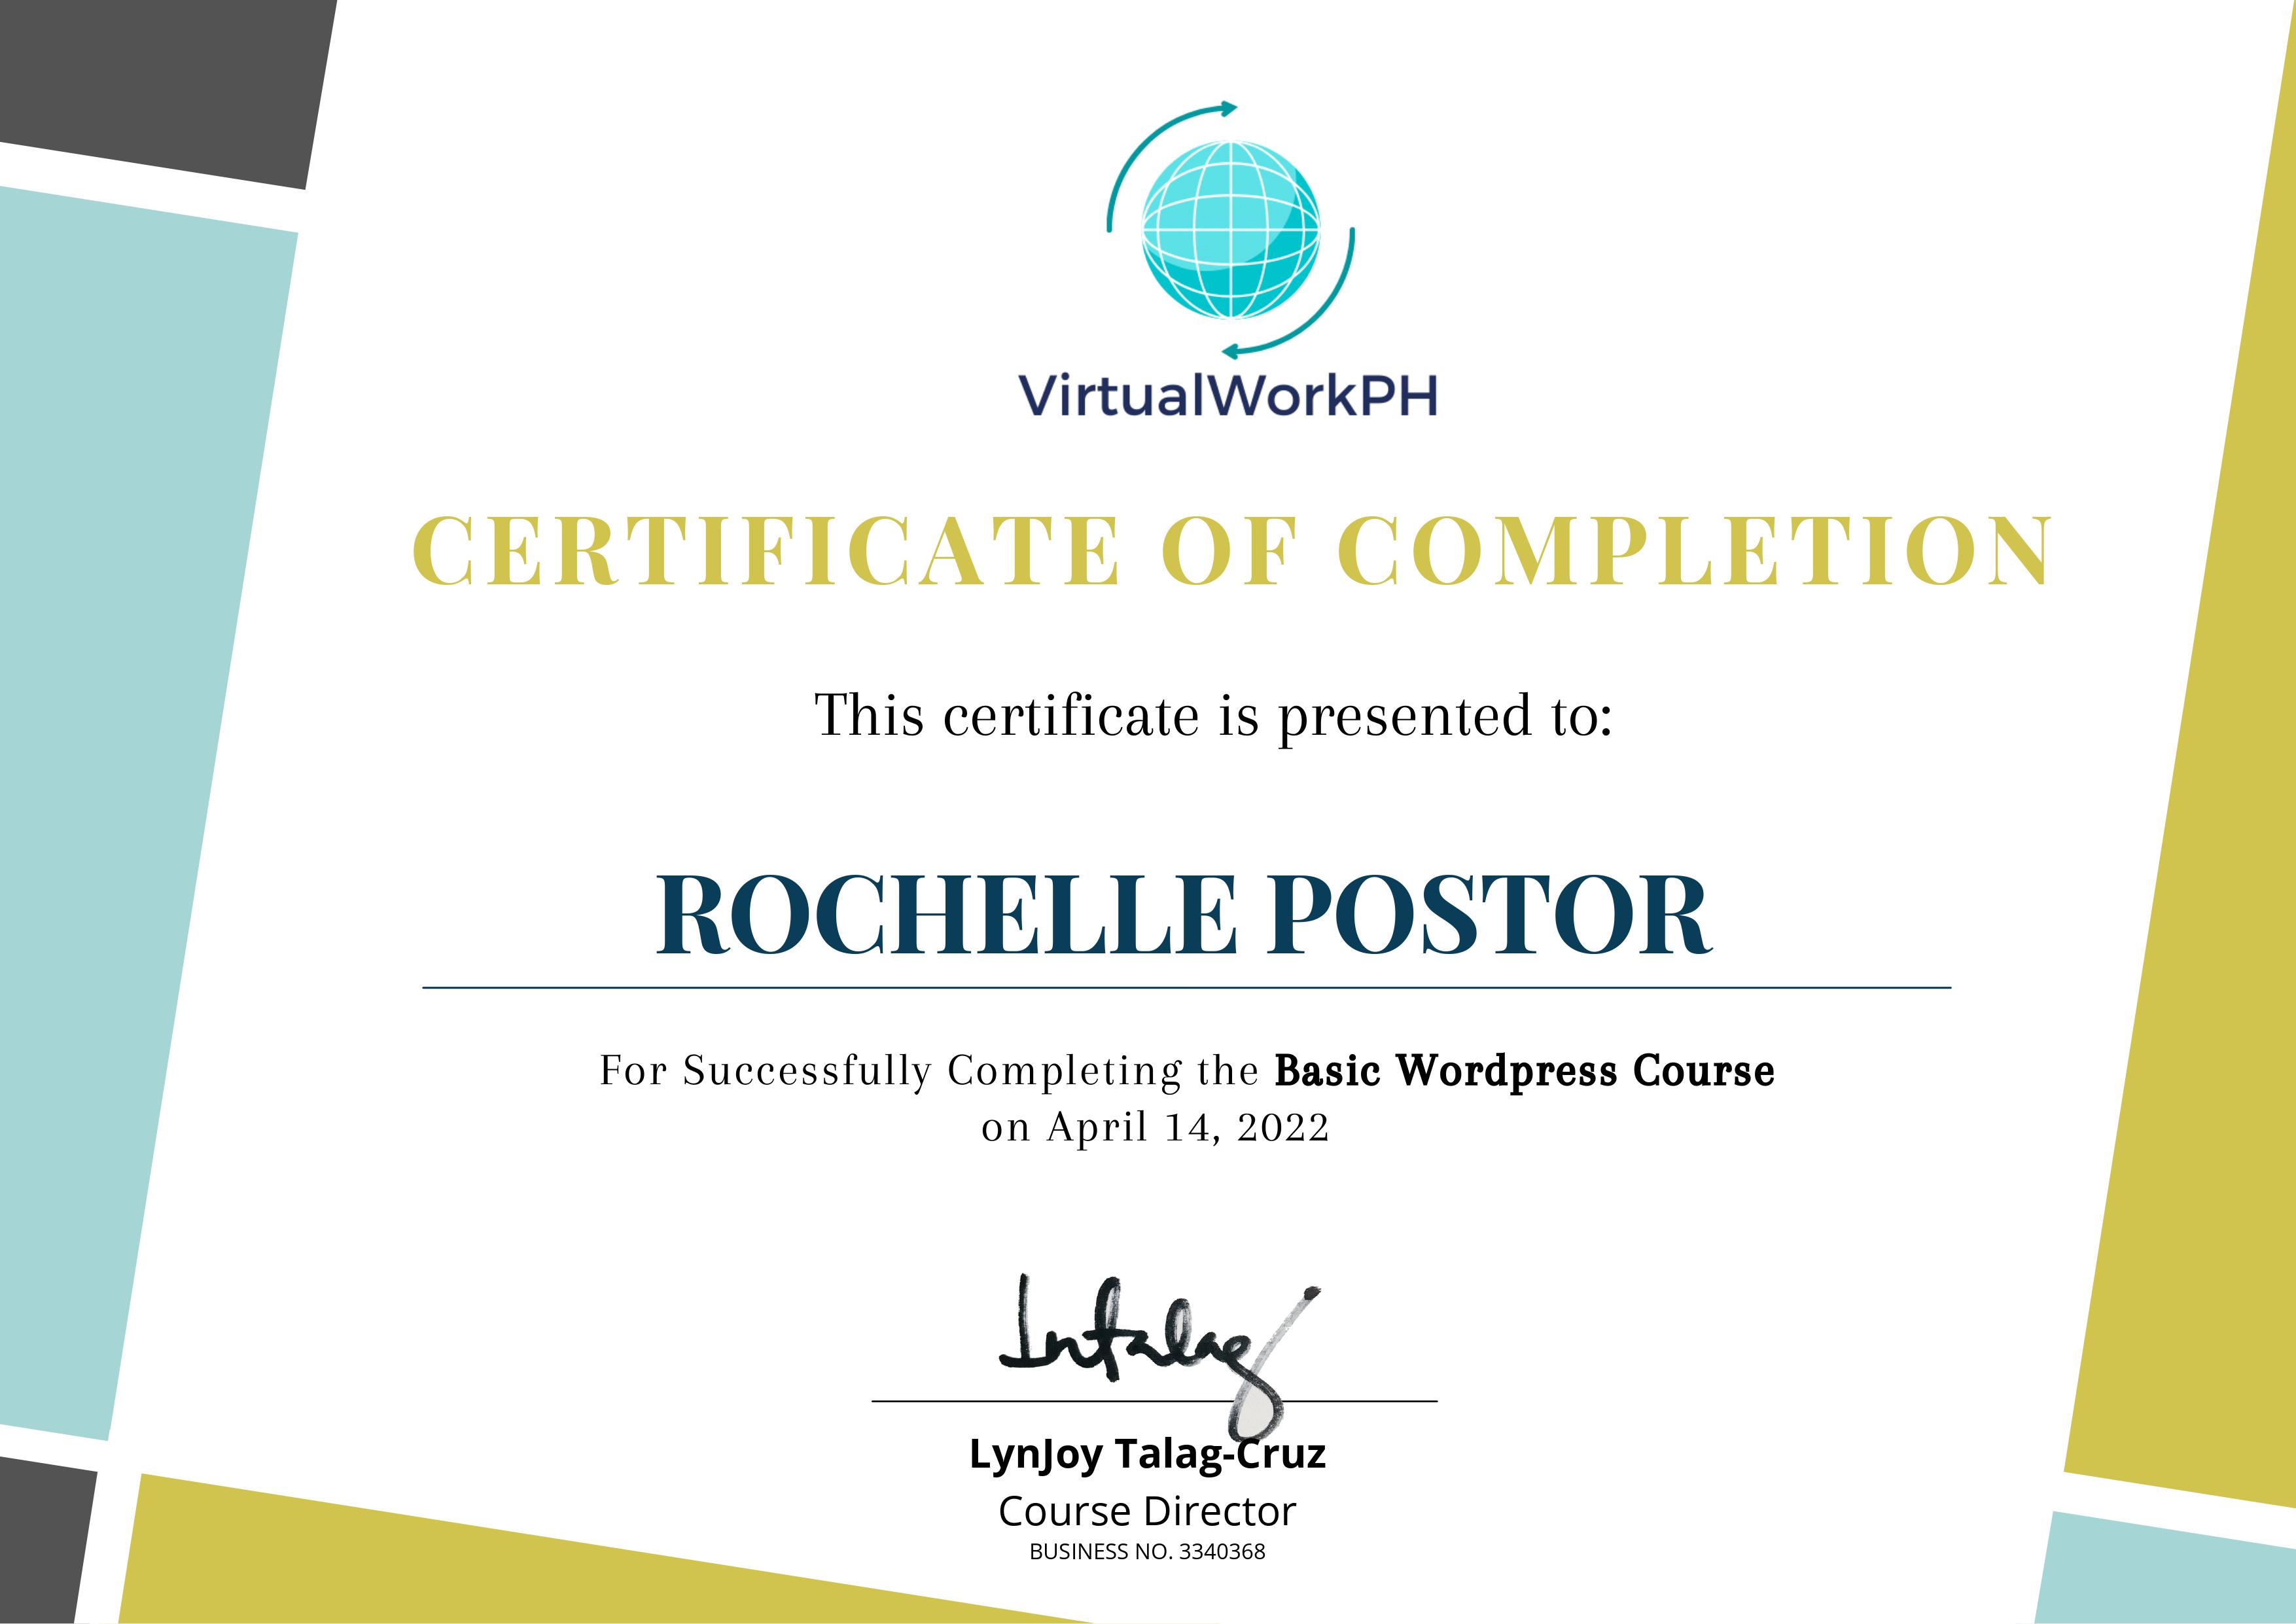 VirtualWorkPH
CERTIFICATE OF COMPLETION
This certificate is presented to:
ROCHELLE POSTOR
For Successfully Completing the Basic Wordpress Course
on April 14, 2022
LynJoy Talag-Cruz
Course Director
BUSINESS NO. 3340368